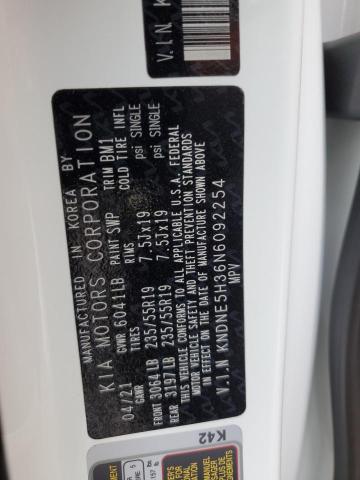 MANUFACTURED IN KOREA BY
KIA MOTORS CORPORATION
04/21 PAINT SWP TRIM BM1
GVWR 6041LB
GAWR TIRES RIMS COLD TIRE INFL
FRONT 3064LB 235/55R19 7.5Jx19 psi SINGLE
REAR 3197LB 235/55R19 7.5Jx19 psi SINGLE
THIS VEHICLE CONFORMS TO ALL APPLICABLE U.S.A. FEDERAL
MOTOR VEHICLE SAFETY AND THEFT PREVENTION STANDARDS
IN EFFECT ON THE DATE OF MANUFACTURE SHOWN ABOVE
V.I.N KNDNE5H36N6092254
MPV
V.I.N K
K42